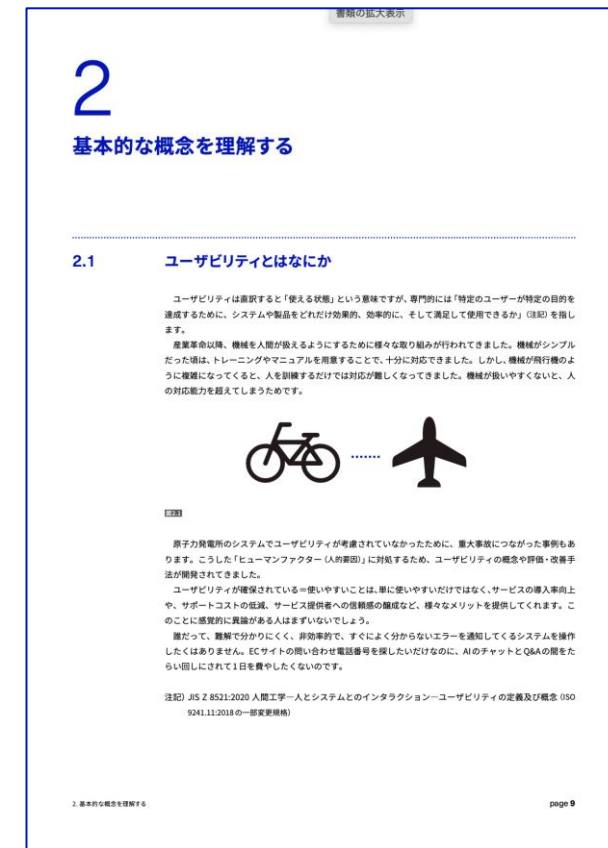 書類の拡大表示
2
基本的な概念を理解する
2.1 ユーザビリティとはなにか
ユーザビリティは直訳すると「使える状態」という意味ですが、専門的には「特定のユーザーが特定の目的を
達成するために、システムや製品をどれだけ効果的、効率的に、そして満足して使用できるか」（注記）を指し
ます。
産業革命以降、機械を人間が扱えるようにするために様々な取り組みが行われてきました。機械がシンプル
だった頃は、トレーニングやマニュアルを用意することで、十分に対応できました。しかし、機械が飛行機のよ
うに複雑になってくると、人を訓練するだけでは対応が難しくなってきました。機械が扱いやすくないと、人
の対応能力を超えてしまうためです。
図2.1
原子力発電所のシステムでユーザビリティが考慮されていなかったために、重大事故につながった事例もあ
ります。こうした「ヒューマンファクター（人的要因）」に対処するため、ユーザビリティの概念や評価・改善手
法が開発されてきました。
ユーザビリティが確保されている＝使いやすいことは、単に使いやすいだけではなく、サービスの導入率向上
や、サポートコストの低減、サービス提供者への信頼感の醸成など、様々なメリットを提供してくれます。こ
のことに感覚的に異論がある人はまずいないでしょう。
誰だって、難解で分かりにくく、非効率的で、すぐによく分からないエラーを通知してくるシステムを操作
したくはありません。ECサイトの問い合わせ電話番号を探したいだけなのに、AIのチャットとQ&Aの間をた
らい回しにされて1日を費やしたくないのです。
注記）JIS Z 8521:2020 人間工学―人とシステムとのインタラクション―ユーザビリティの定義及び概念（ISO
9241.11:2018の一部変更規格）
2. 基本的な概念を理解する page 9